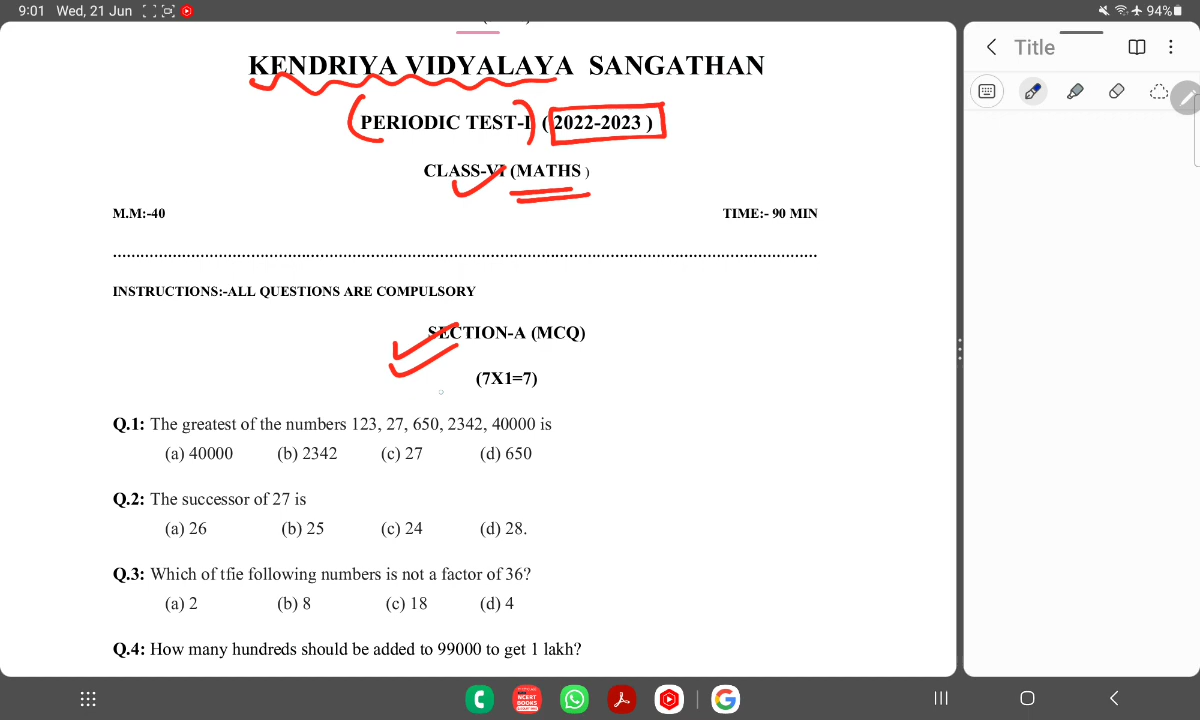 9:01 Wed, 21 Jun
94%
KENDRIYA VIDYALAYA SANGATHAN
PERIODIC TEST-I ( 2022-2023 )
CLASS-VI (MATHS )
M.M:-40 TIME:- 90 MIN
INSTRUCTIONS:-ALL QUESTIONS ARE COMPULSORY
SECTION-A (MCQ)
(7X1=7)
Q.1: The greatest of the numbers 123, 27, 650, 2342, 40000 is
(a) 40000 (b) 2342 (c) 27 (d) 650
Q.2: The successor of 27 is
(a) 26 (b) 25 (c) 24 (d) 28.
Q.3: Which of tfie following numbers is not a factor of 36?
(a) 2 (b) 8 (c) 18 (d) 4
Q.4: How many hundreds should be added to 99000 to get 1 lakh?
Title
NCERT
BOOKS